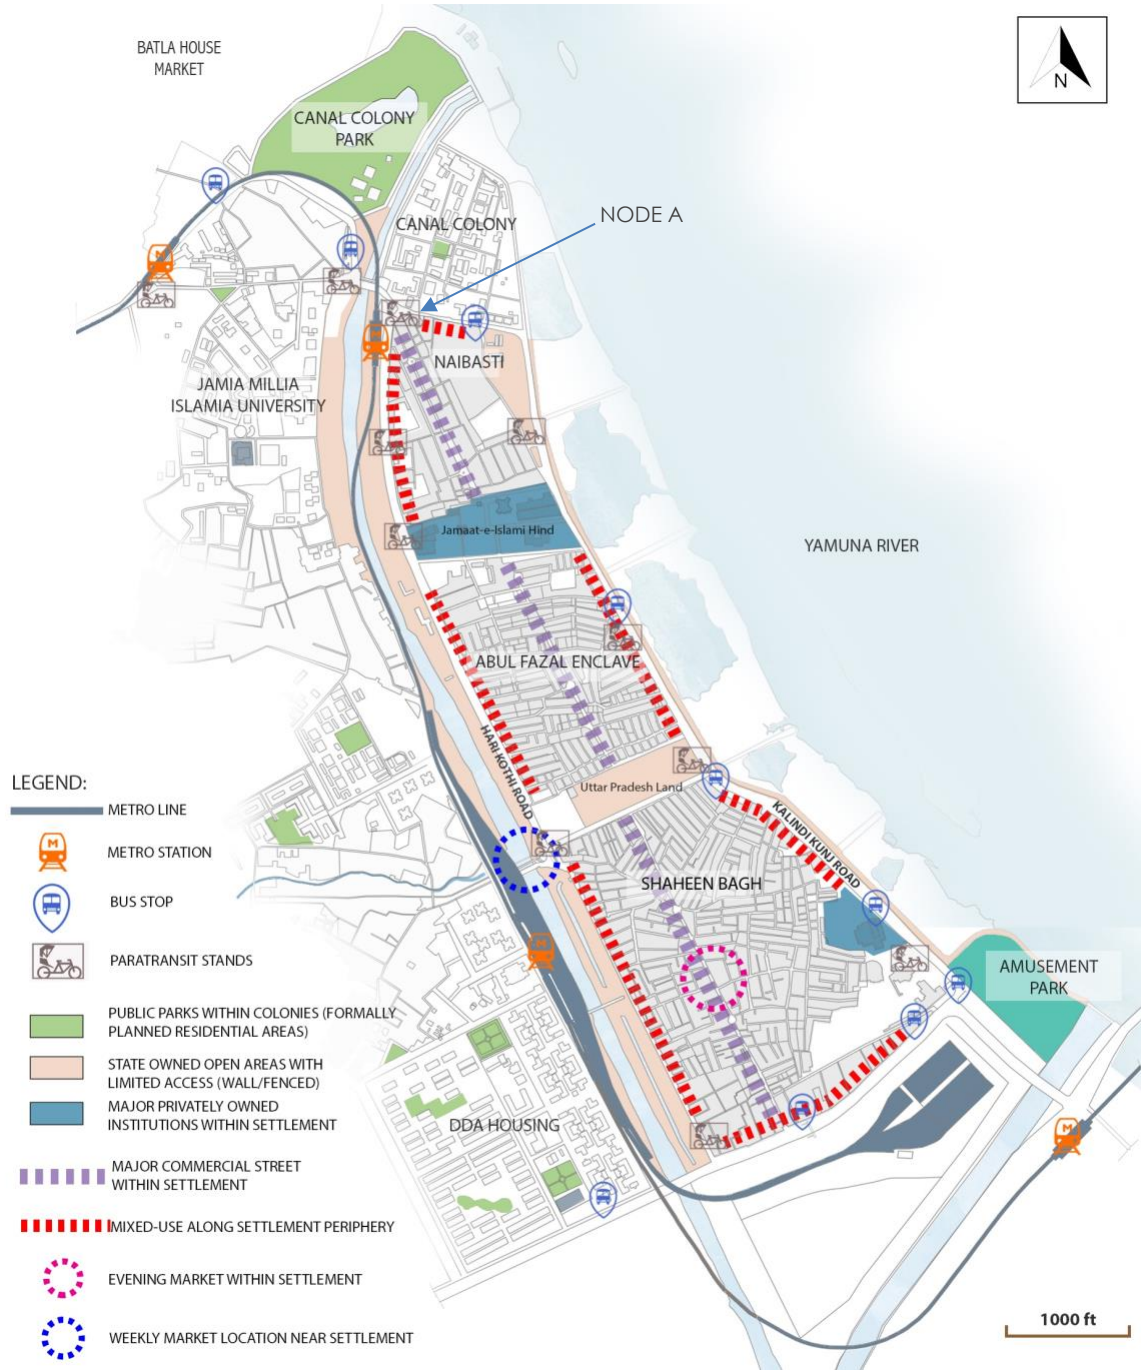 BATLA HOUSE
MARKET
N
CANAL COLONY
PARK
CANAL COLONY
NODE A
M
M
NAIBASTI
JAMIA MILLIA
ISLAMIA UNIVERSITY
Jamaat-e-Islami Hind
YAMUNA RIVER
ABUL FAZAL ENCLAVE
HARI KOTHI ROAD
Uttar Pradesh Land
KALINDI KUNJ ROAD
SHAHEEN BAGH
M
AMUSEMENT
PARK
DDA HOUSING
M
1000 ft
LEGEND:
METRO LINE
M
METRO STATION
BUS STOP
PARATRANSIT STANDS
PUBLIC PARKS WITHIN COLONIES (FORMALLY
PLANNED RESIDENTIAL AREAS)
STATE OWNED OPEN AREAS WITH
LIMITED ACCESS (WALL/FENCED)
MAJOR PRIVATELY OWNED
INSTITUTIONS WITHIN SETTLEMENT
MAJOR COMMERCIAL STREET
WITHIN SETTLEMENT
MIXED-USE ALONG SETTLEMENT PERIPHERY
EVENING MARKET WITHIN SETTLEMENT
WEEKLY MARKET LOCATION NEAR SETTLEMENT